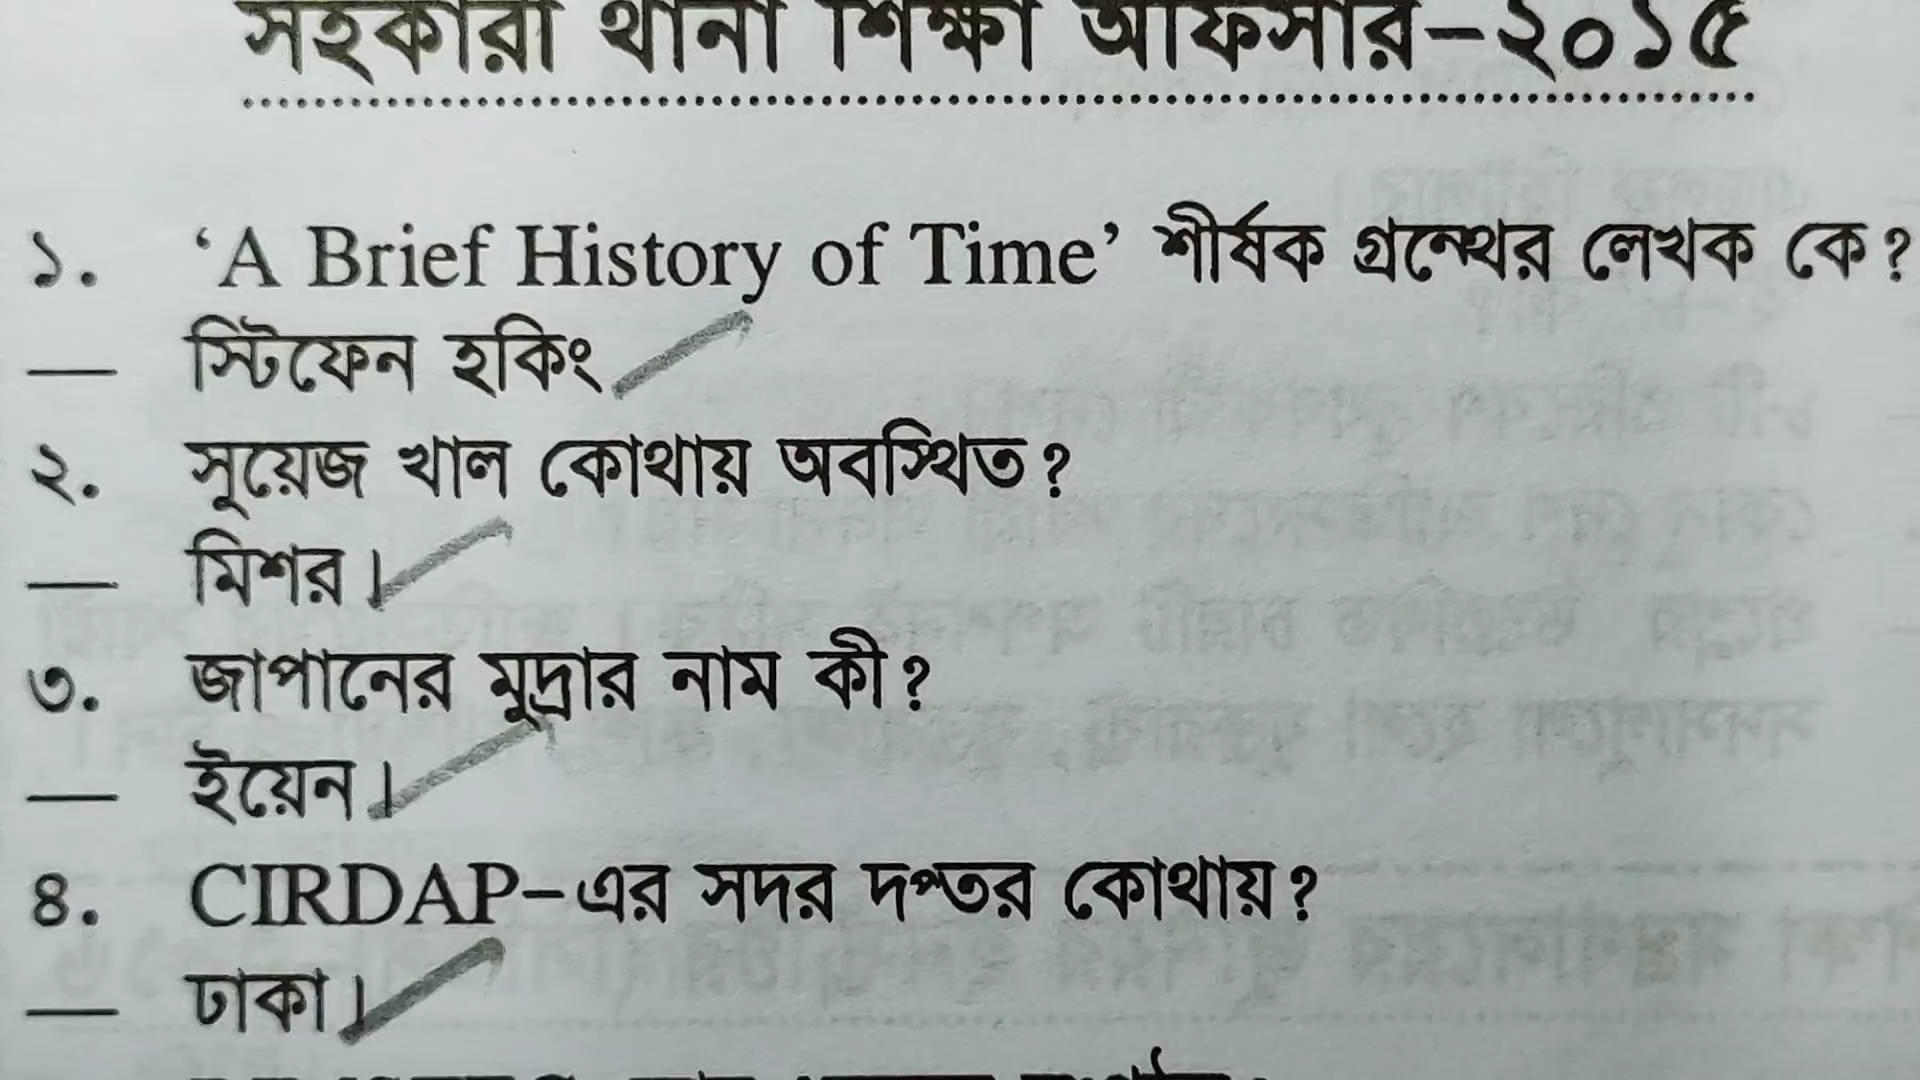 সহকারী থানা শিক্ষা অফিসার–২০১৫
১. ‘A Brief History of Time’ শীর্ষক গ্রন্থের লেখক কে?
— স্টিফেন হকিং
২. সুয়েজ খাল কোথায় অবস্থিত?
— মিশর।
৩. জাপানের মুদ্রার নাম কী?
— ইয়েন।
৪. CIRDAP–এর সদর দপ্তর কোথায়?
— ঢাকা।